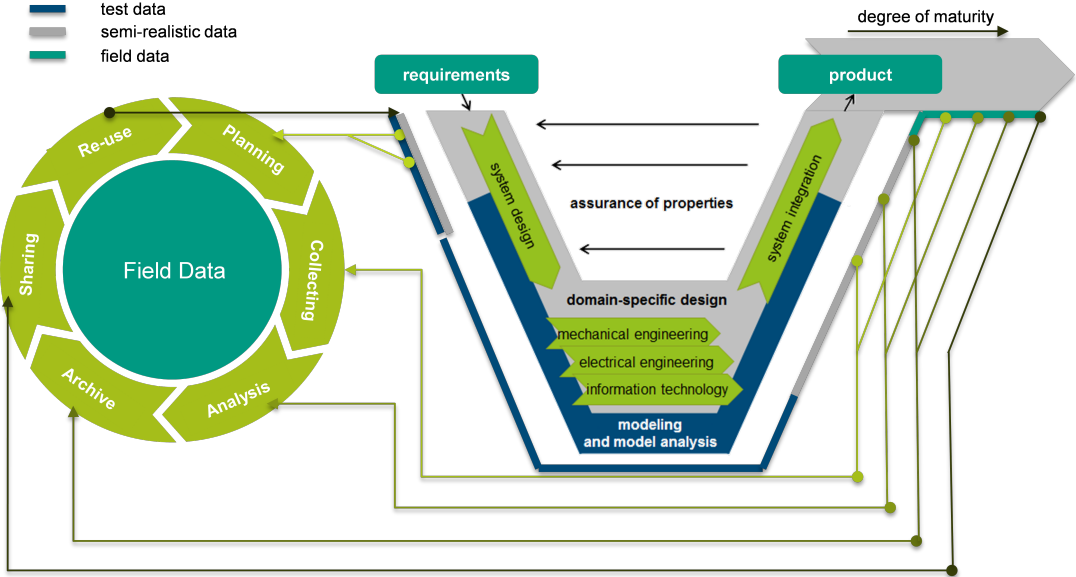 test data
semi-realistic data
field data
degree of maturity
requirements
product
Re-use
Planning
system design
system integration
assurance of properties
Sharing
Field Data
Collecting
domain-specific design
mechanical engineering
electrical engineering
information technology
Archive
Analysis
modeling
and model analysis